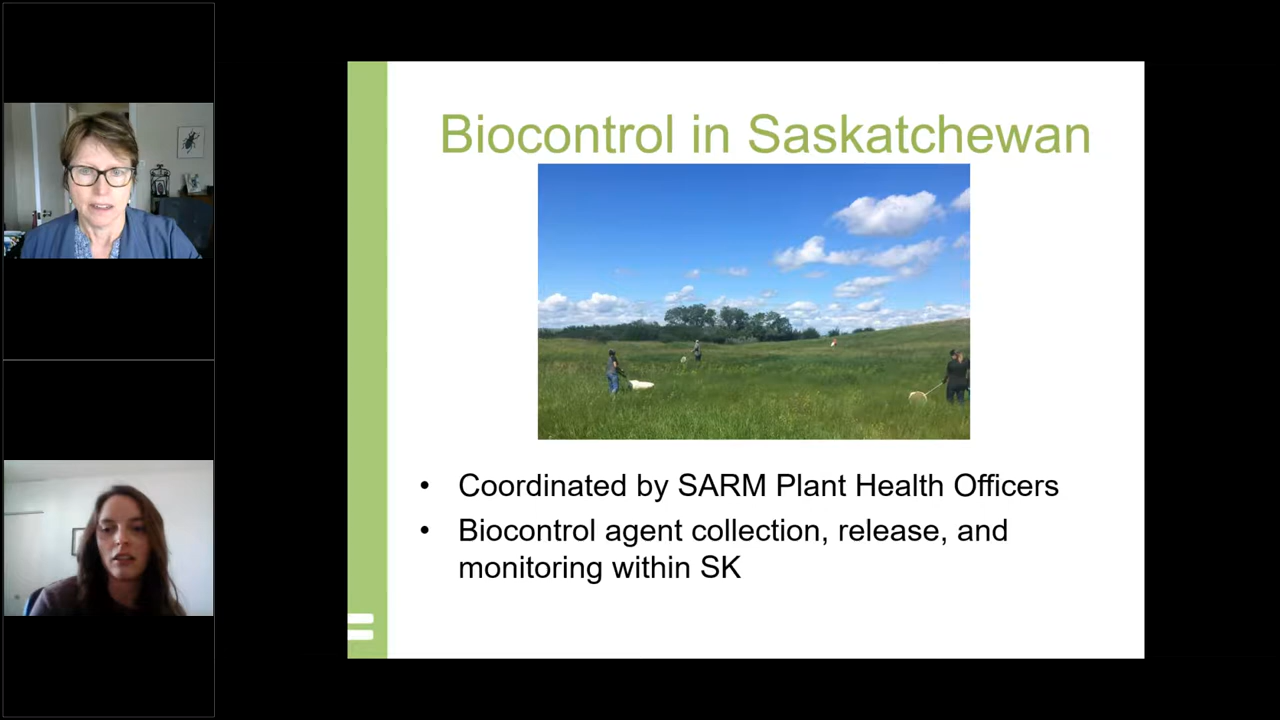 Biocontrol in Saskatchewan
• Coordinated by SARM Plant Health Officers
• Biocontrol agent collection, release, and
monitoring within SK